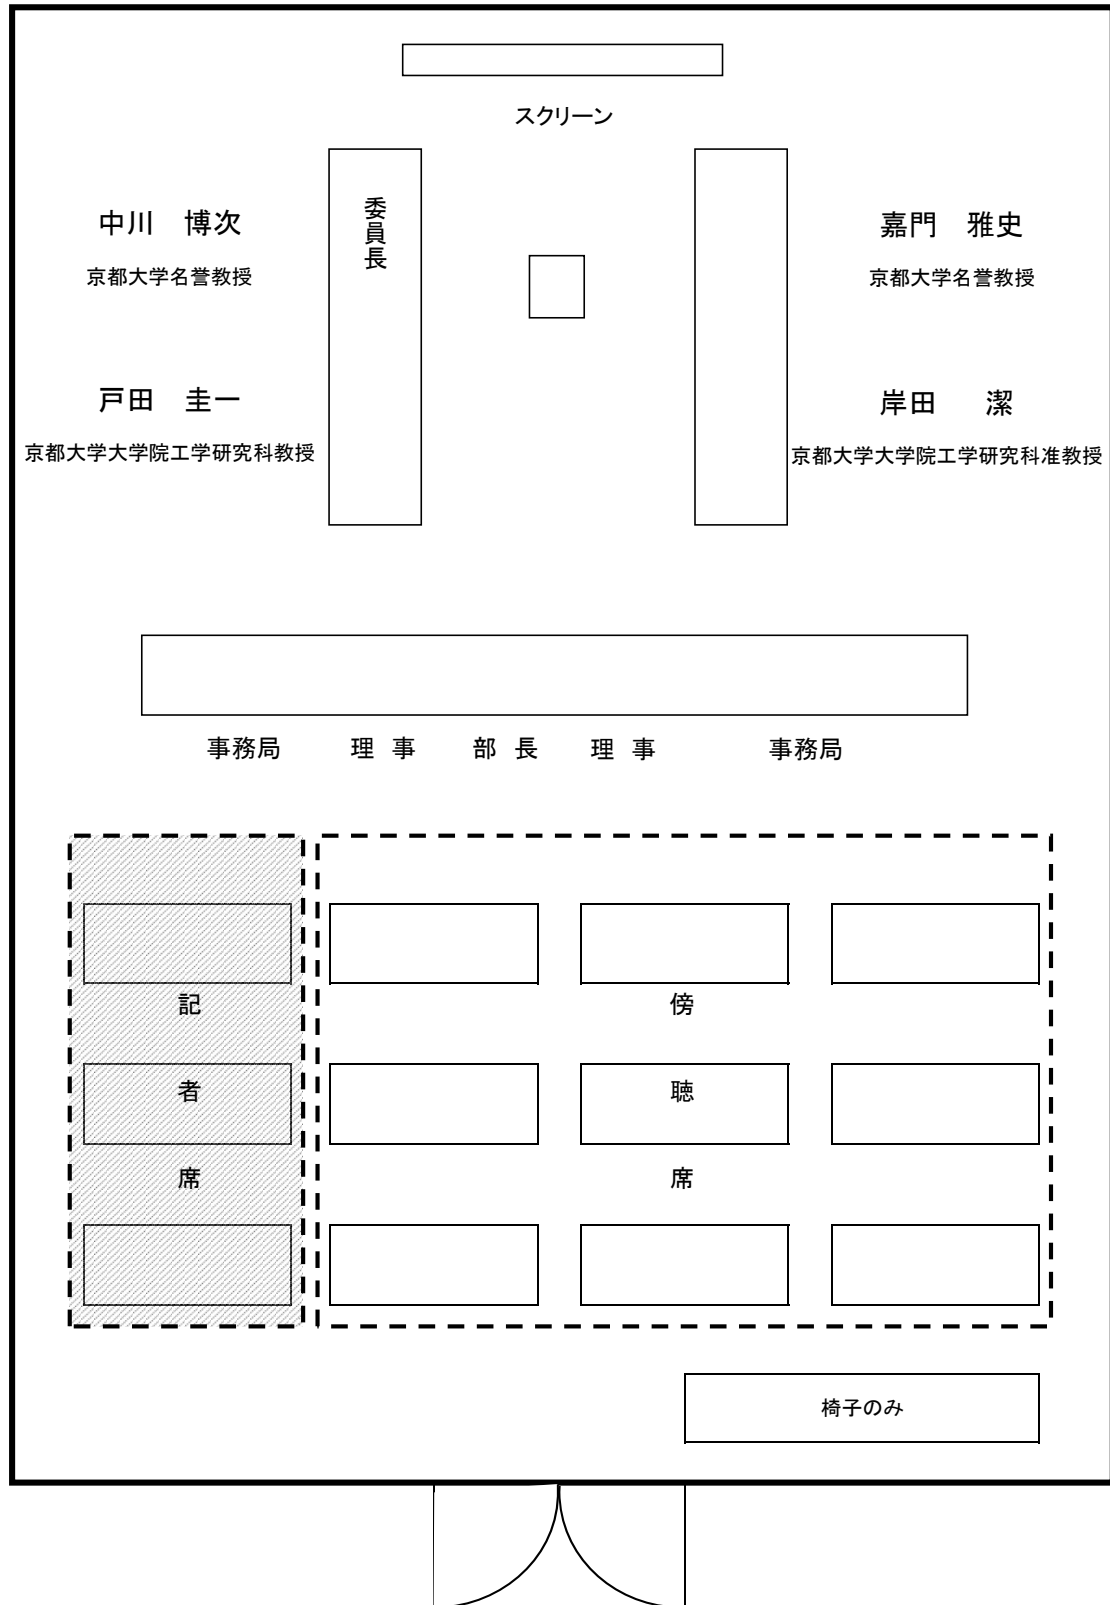 スクリーン
委員長
中川　博次
京都大学名誉教授
嘉門　雅史
京都大学名誉教授
戸田　圭一
京都大学大学院工学研究科教授
岸田　潔
京都大学大学院工学研究科准教授
事務局　理 事　部 長　理 事　事務局
記者席
傍聴席
椅子のみ